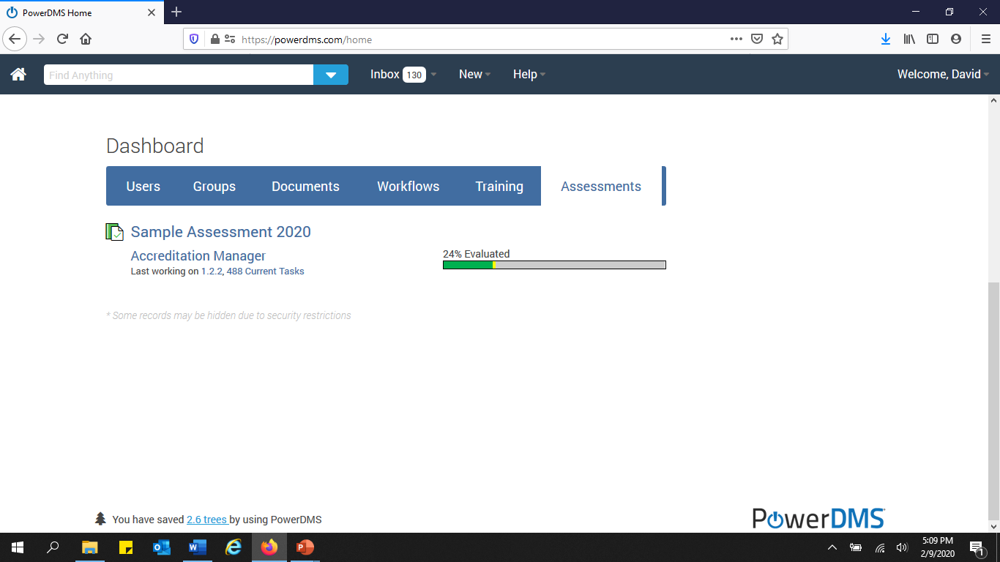 PowerDMS Home
https://powerdms.com/home
Find Anything
Inbox 130 New Help Welcome, David
Dashboard
Users Groups Documents Workflows Training Assessments
Sample Assessment 2020
Accreditation Manager
24% Evaluated
Last working on 1.2.2, 488 Current Tasks
* Some records may be hidden due to security restrictions
You have saved 2.6 trees by using PowerDMS
PowerDMS
5:09 PM
2/9/2020
1